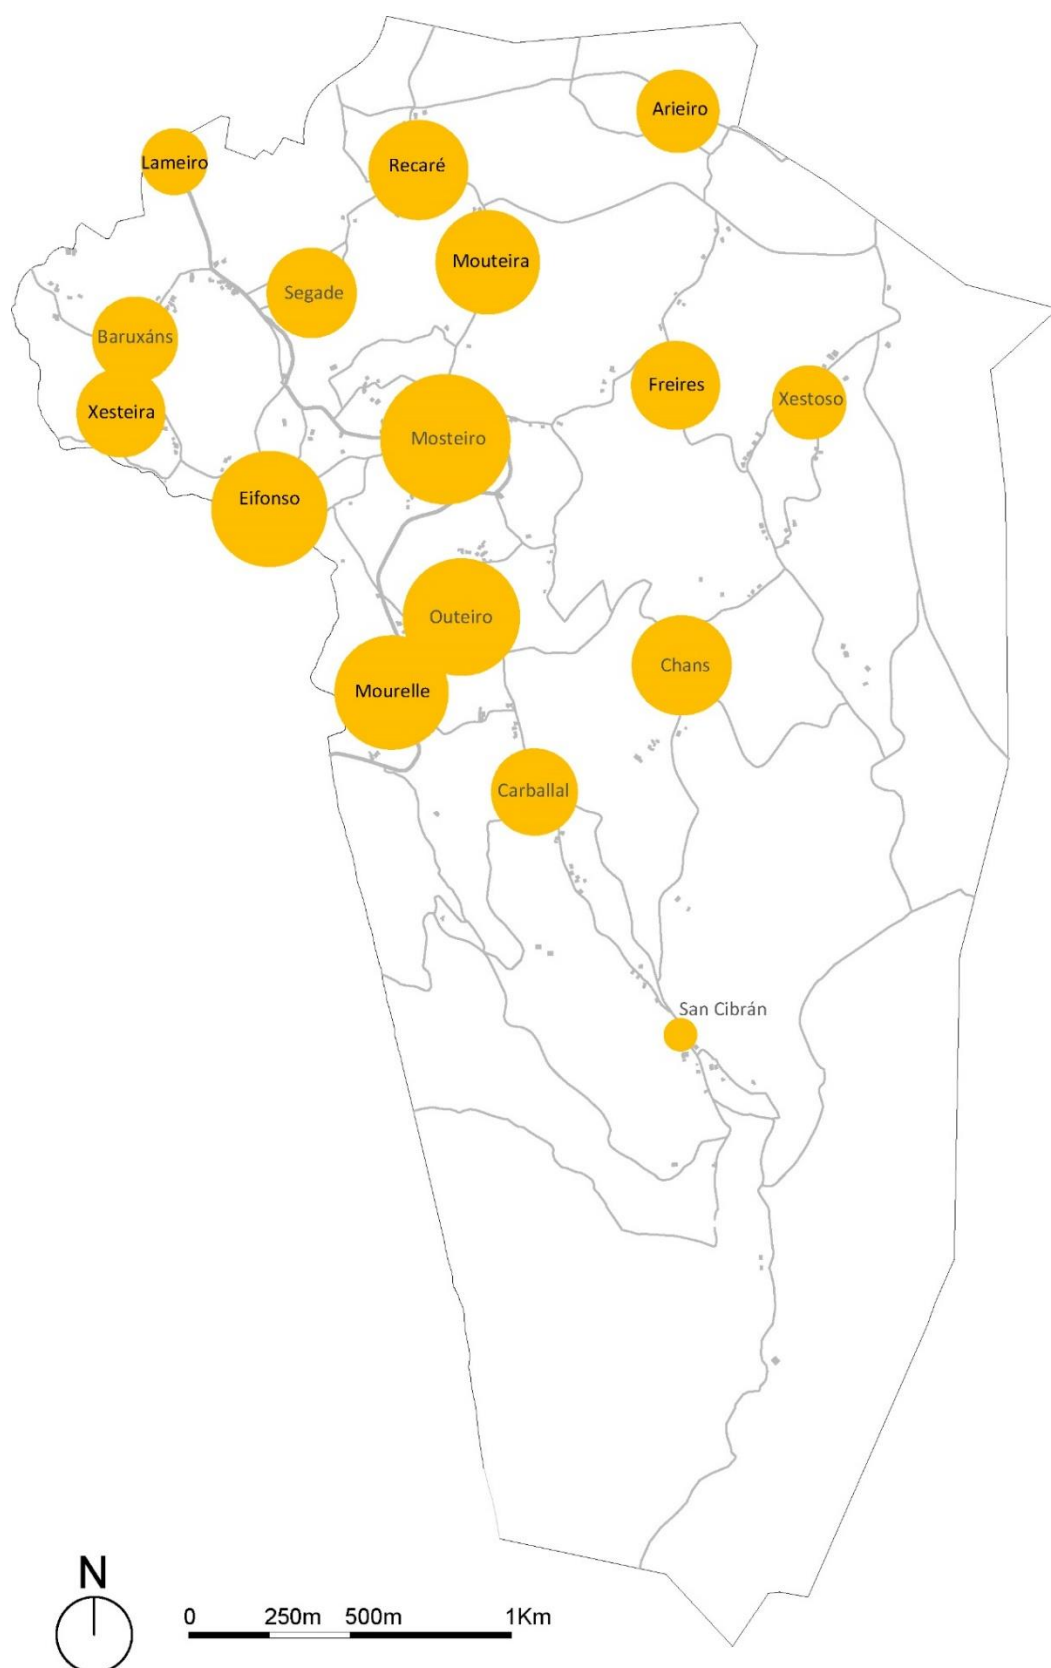 Arieiro
Lameiro
Recaré
Mouteira
Segade
Baruxáns
Freires
Xestoso
Xesteira
Mosteiro
Eifonso
Outeiro
Chans
Mourelle
Carballal
San Cibrán
N
0 250m 500m 1Km